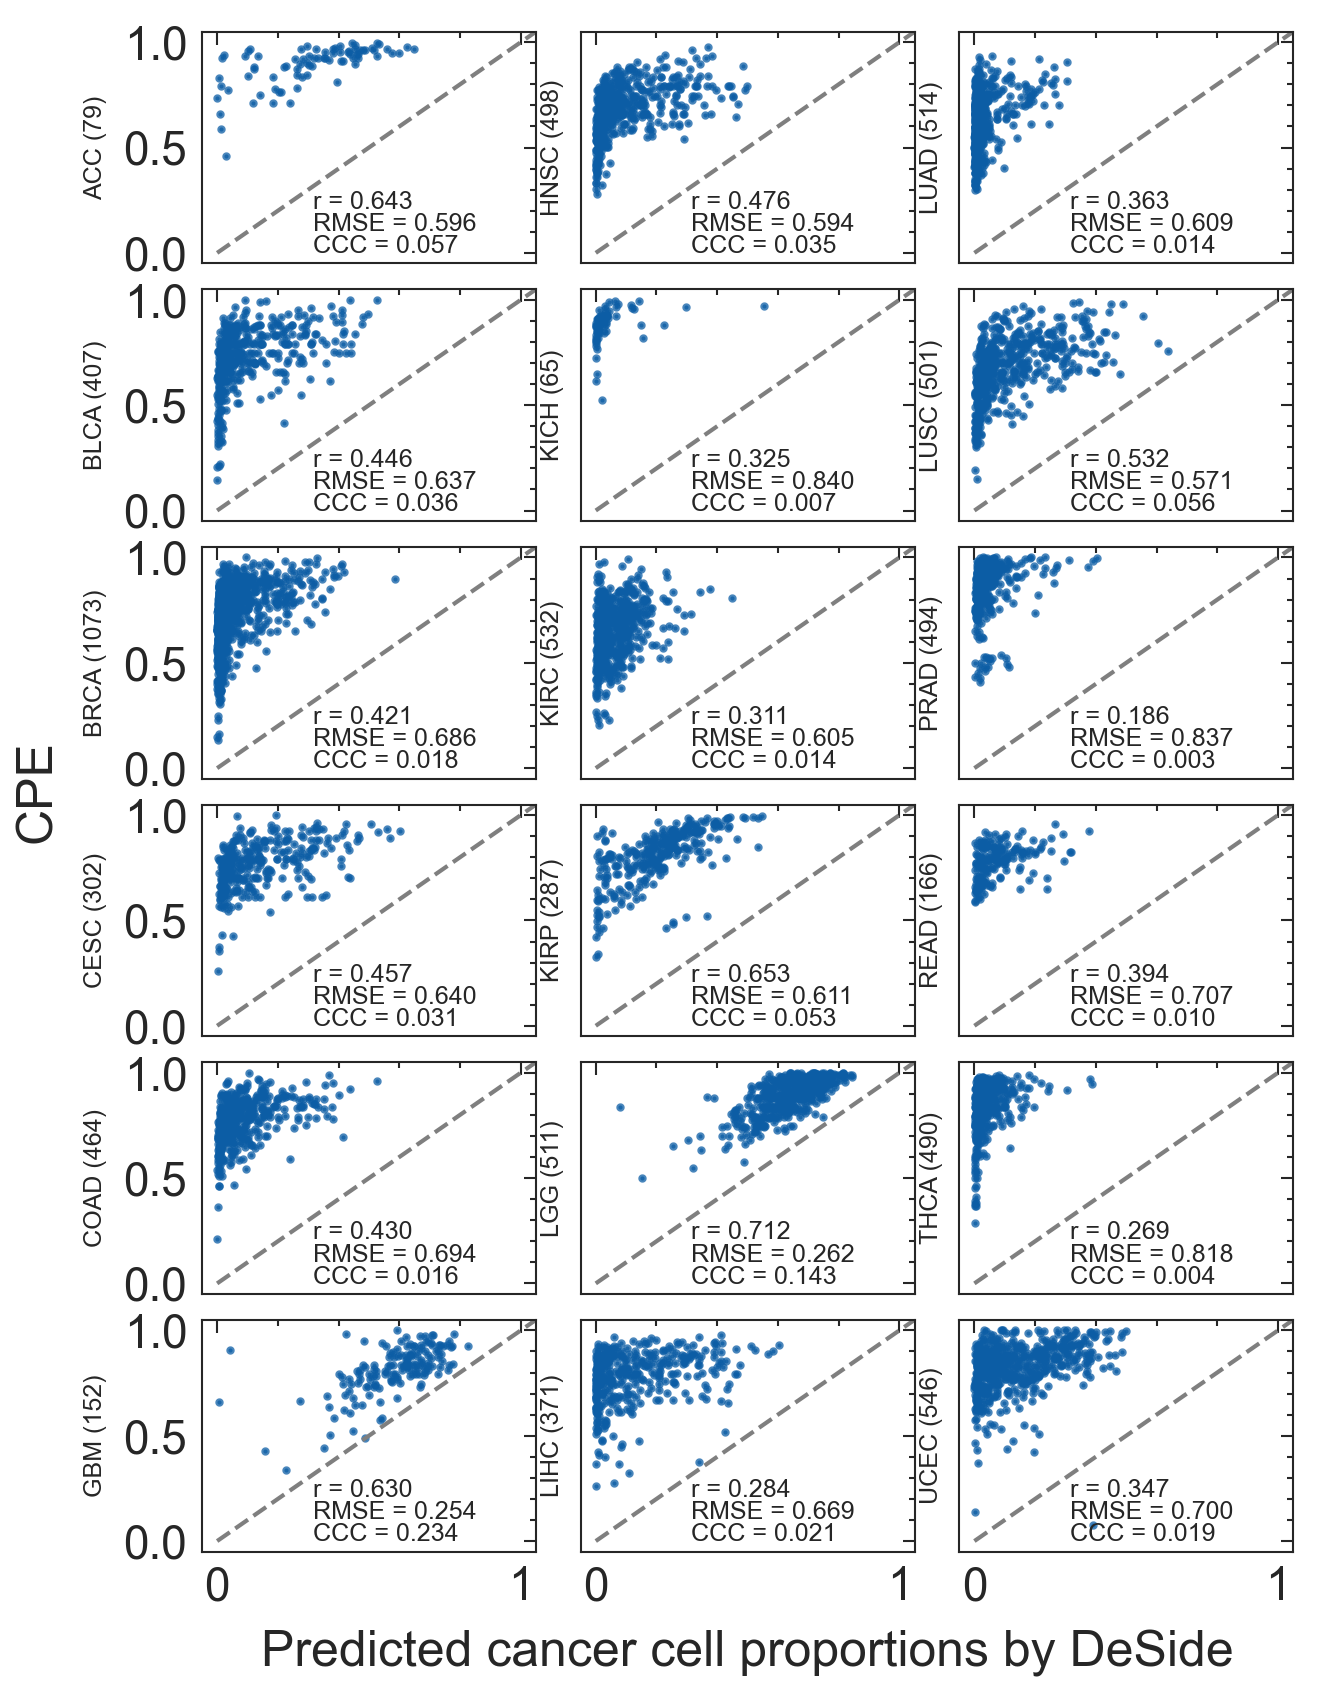 CPE
ACC (79)
1.0
0.5
0.0
r = 0.643
RMSE = 0.596
CCC = 0.057
HNSC (498)
r = 0.476
RMSE = 0.594
CCC = 0.035
LUAD (514)
r = 0.363
RMSE = 0.609
CCC = 0.014
BLCA (407)
1.0
0.5
0.0
r = 0.446
RMSE = 0.637
CCC = 0.036
KICH (65)
r = 0.325
RMSE = 0.840
CCC = 0.007
LUSC (501)
r = 0.532
RMSE = 0.571
CCC = 0.056
BRCA (1073)
1.0
0.5
0.0
r = 0.421
RMSE = 0.686
CCC = 0.018
KIRC (532)
r = 0.311
RMSE = 0.605
CCC = 0.014
PRAD (494)
r = 0.186
RMSE = 0.837
CCC = 0.003
CESC (302)
1.0
0.5
0.0
r = 0.457
RMSE = 0.640
CCC = 0.031
KIRP (287)
r = 0.653
RMSE = 0.611
CCC = 0.053
READ (166)
r = 0.394
RMSE = 0.707
CCC = 0.010
COAD (464)
1.0
0.5
0.0
r = 0.430
RMSE = 0.694
CCC = 0.016
LGG (511)
r = 0.712
RMSE = 0.262
CCC = 0.143
THCA (490)
r = 0.269
RMSE = 0.818
CCC = 0.004
GBM (152)
1.0
0.5
0.0
r = 0.630
RMSE = 0.254
CCC = 0.234
LIHC (371)
r = 0.284
RMSE = 0.669
CCC = 0.021
UCEC (546)
r = 0.347
RMSE = 0.700
CCC = 0.019
0 1 0 1 0 1
Predicted cancer cell proportions by DeSide